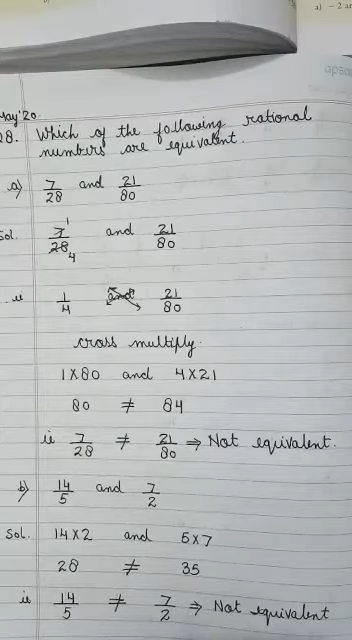 a) - 2 a
apsa
May'20
28. Which of the following rational
numbers are equivalent.
a) 7/28 and 21/80
Sol. 7/28 1 4 and 21/80
ie 1/4 and 21/80
cross multiply.
1 X 80 and 4 X 21
80 ≠ 84
ie 7/28 ≠ 21/80 ⇒ Not equivalent.
b) 14/5 and 7/2
Sol. 14 X 2 and 5 X 7
28 ≠ 35
ie 14/5 ≠ 7/2 ⇒ Not equivalent